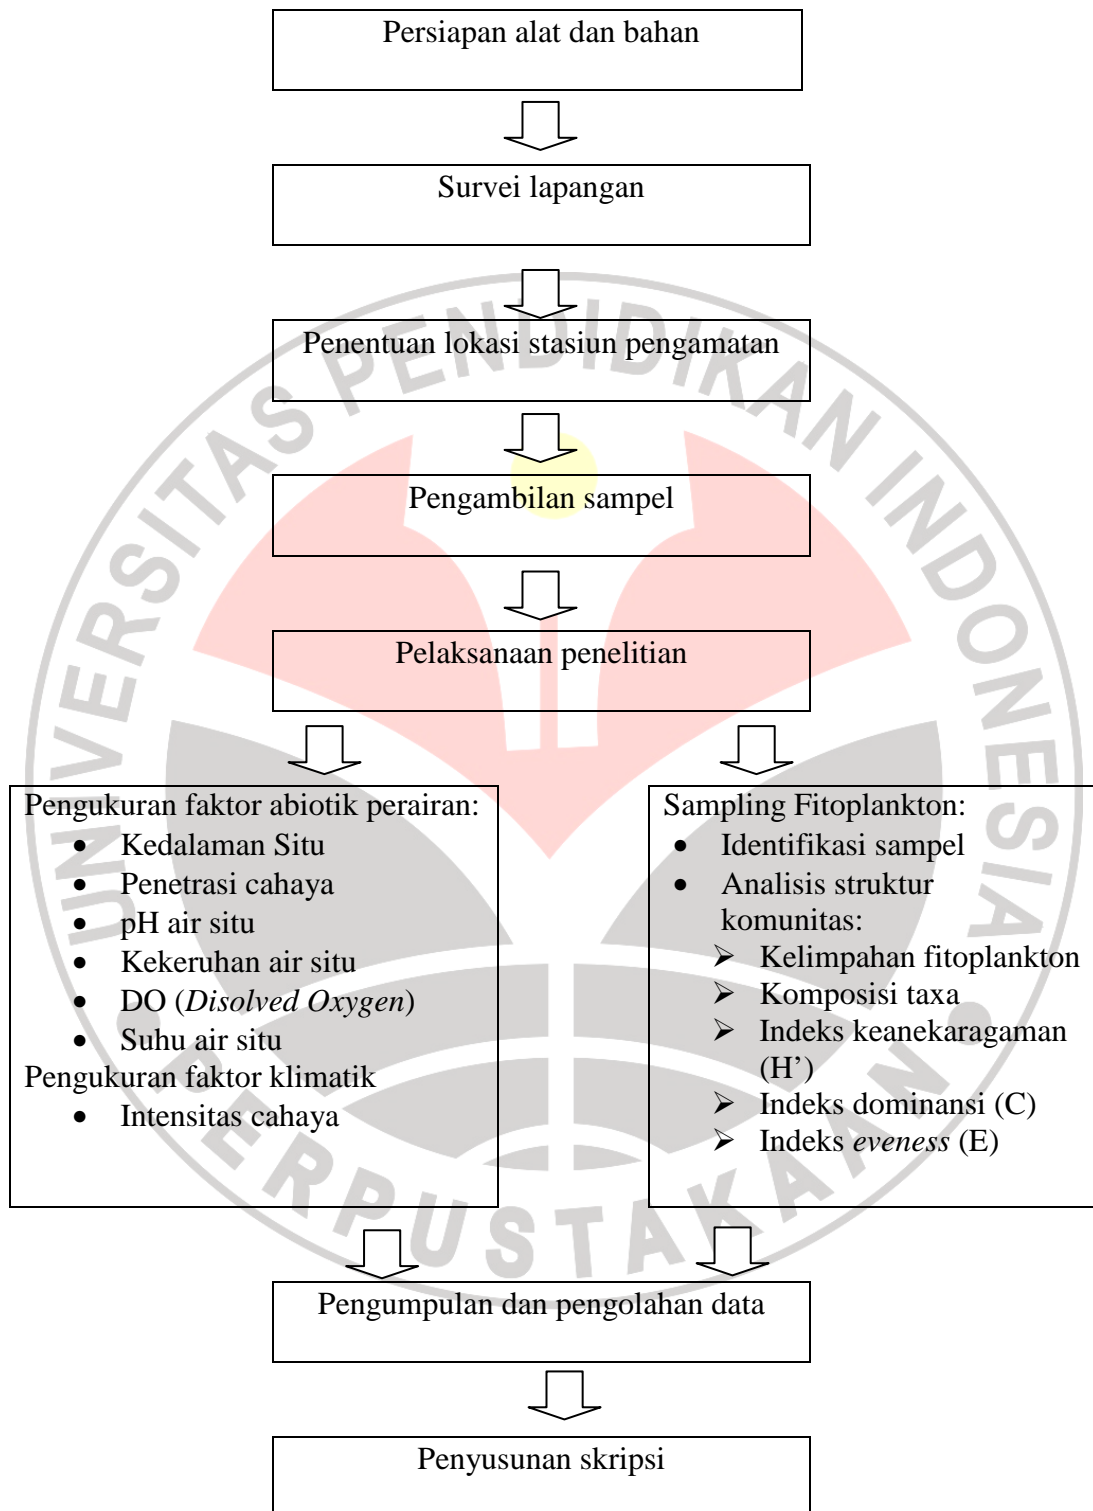 Persiapan alat dan bahan
Survei lapangan
Penentuan lokasi stasiun pengamatan
Pengambilan sampel
Pelaksanaan penelitian
Pengukuran faktor abiotik perairan:
• Kedalaman Situ
• Penetrasi cahaya
• pH air situ
• Kekeruhan air situ
• DO (Disolved Oxygen)
• Suhu air situ
Pengukuran faktor klimatik
• Intensitas cahaya
Sampling Fitoplankton:
• Identifikasi sampel
• Analisis struktur
komunitas:
➢ Kelimpahan fitoplankton
➢ Komposisi taxa
➢ Indeks keanekaragaman
(H’)
➢ Indeks dominansi (C)
➢ Indeks eveness (E)
Pengumpulan dan pengolahan data
Penyusunan skripsi
UNIVERSITAS PENDIDIKAN INDONESIA
PERPUSTAKAAN